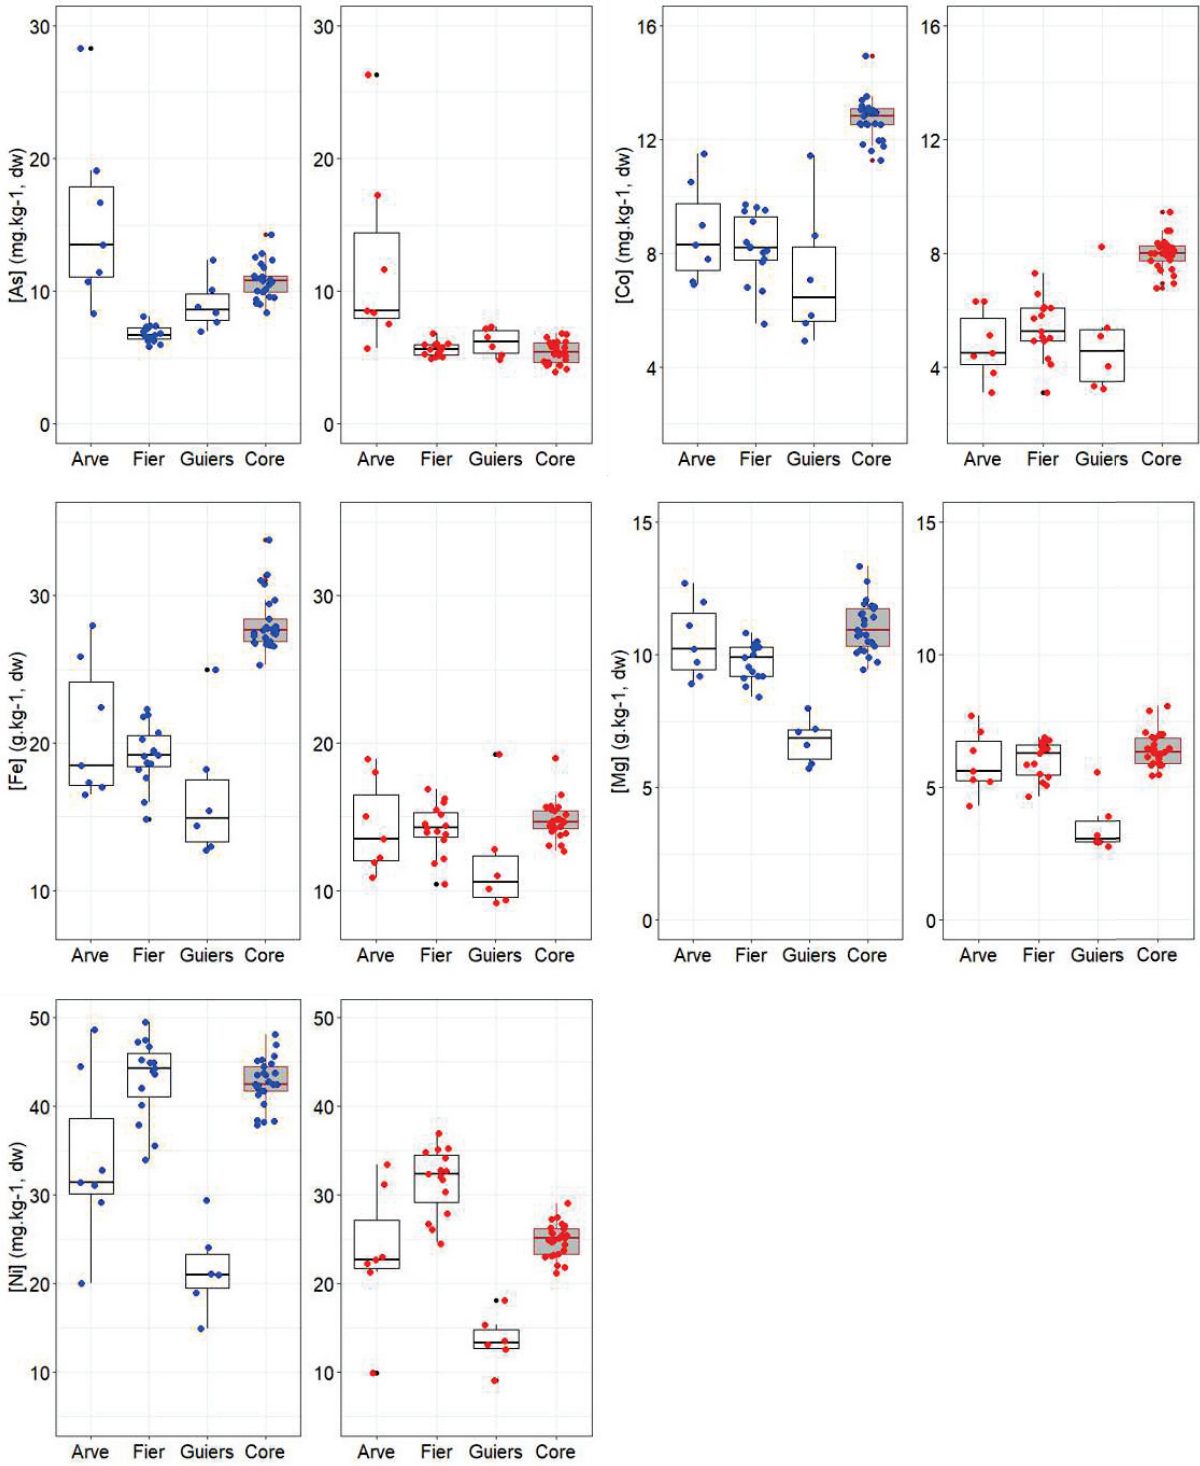 [As] (mg.kg-1, dw)
30
20
10
0
Arve Fier Guiers Core
30
20
10
0
Arve Fier Guiers Core
[Co] (mg.kg-1, dw)
16
12
8
4
Arve Fier Guiers Core
16
12
8
4
Arve Fier Guiers Core
[Fe] (g.kg-1, dw)
30
20
10
Arve Fier Guiers Core
30
20
10
Arve Fier Guiers Core
[Mg] (g.kg-1, dw)
15
10
5
0
Arve Fier Guiers Core
15
10
5
0
Arve Fier Guiers Core
[Ni] (mg.kg-1, dw)
50
40
30
20
10
Arve Fier Guiers Core
50
40
30
20
10
Arve Fier Guiers Core